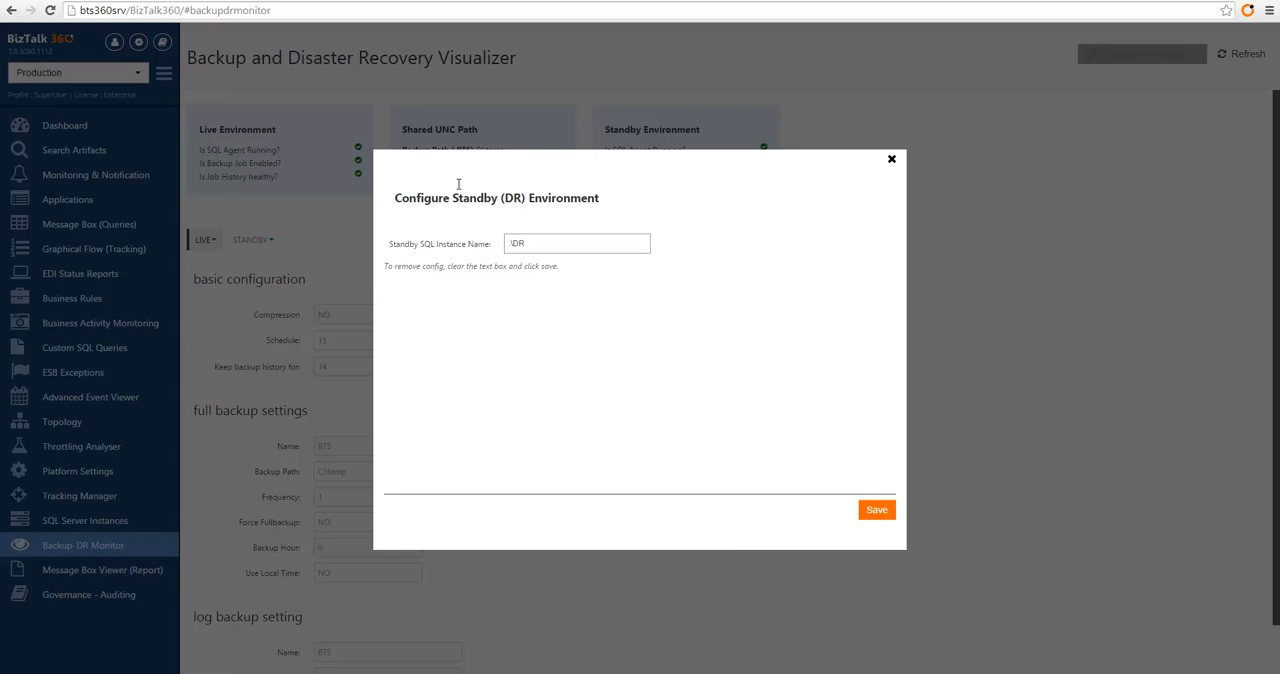 bts360srv/BizTalk360/#backupdrmonitor
BizTalk 360
Production
Profile : SuperUser | License : Enterprise
Dashboard
Search Artifacts
Monitoring & Notification
Applications
Message Box (Queries)
Graphical Flow (Tracking)
EDI Status Reports
Business Rules
Business Activity Monitoring
Custom SQL Queries
ESB Exceptions
Advanced Event Viewer
Topology
Throttling Analyser
Platform Settings
Tracking Manager
SQL Server Instances
Backup-DR Monitor
Message Box Viewer (Report)
Governance - Auditing
Backup and Disaster Recovery Visualizer
Refresh
Live Environment
Is SQL Agent Running?
Is Backup Job Enabled?
Is Job History healthy?
Shared UNC Path
Standby Environment
LIVE
STANDBY
basic configuration
Compression NO
Schedule: 15
Keep backup history for: 14
full backup settings
Name: BTS
Backup Path: C:\temp
Frequency: 1
Force Fullbackup: NO
Backup Hour: 0
Use Local Time: NO
log backup setting
Name: BTS
Configure Standby (DR) Environment
Standby SQL Instance Name: .\DR
To remove config, clear the text box and click save.
Save